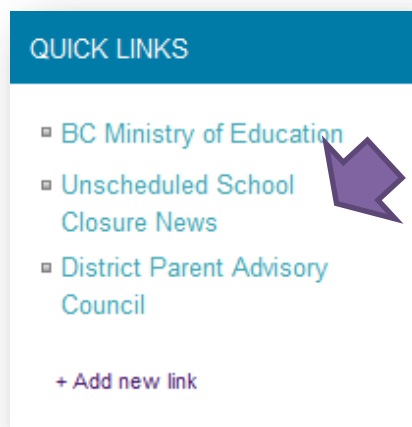 QUICK LINKS
BC Ministry of Education
Unscheduled School
Closure News
District Parent Advisory
Council
+ Add new link